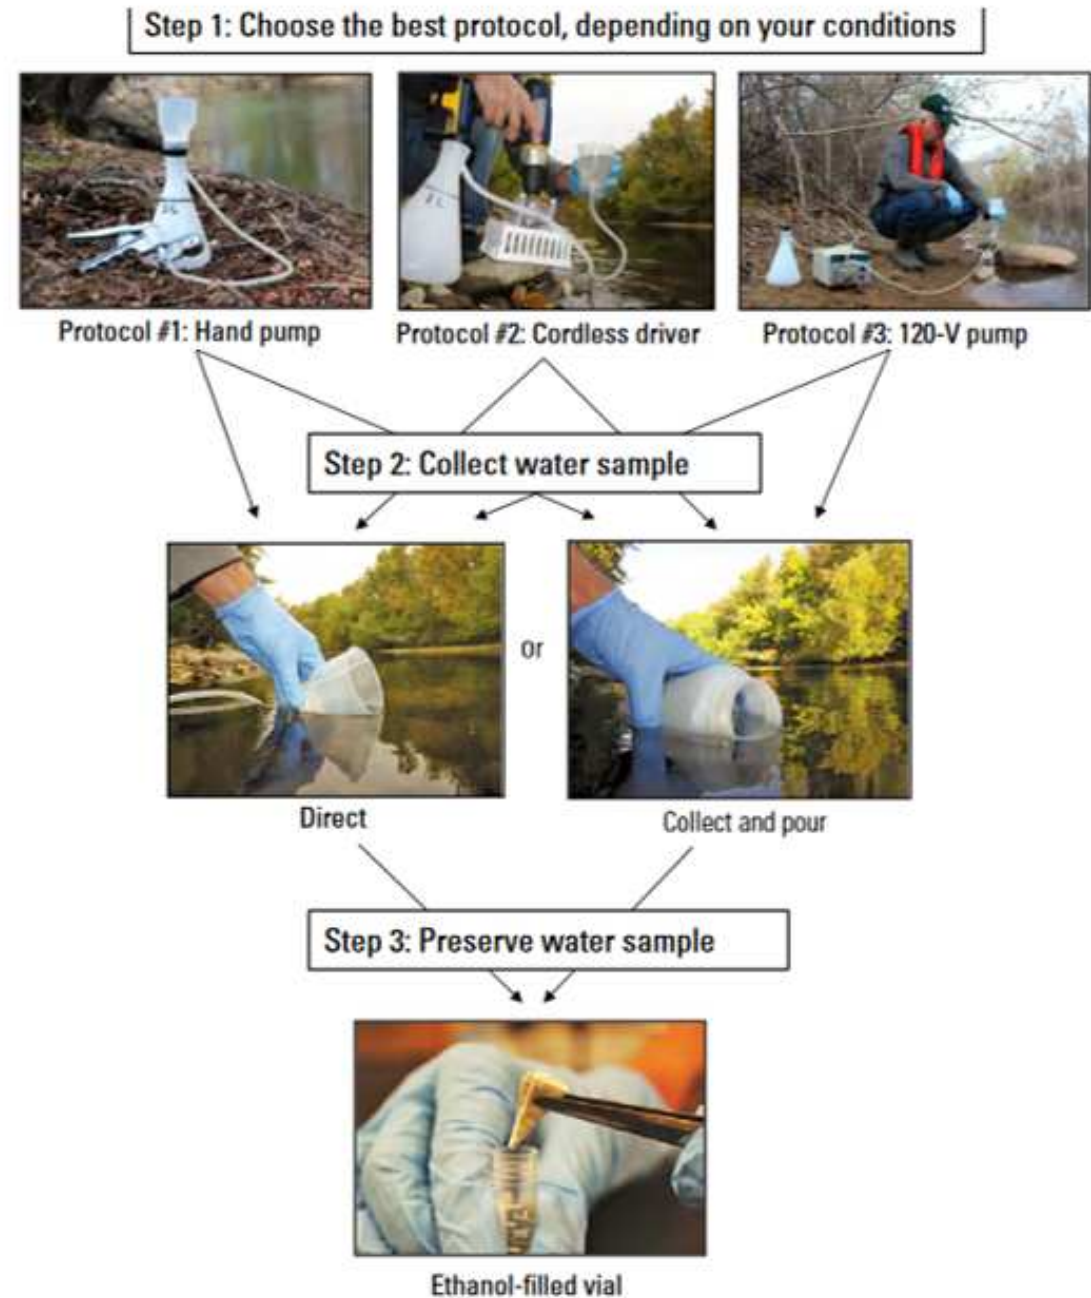 Step 1: Choose the best protocol, depending on your conditions
Protocol #1: Hand pump
Protocol #2: Cordless driver
Protocol #3: 120-V pump
Step 2: Collect water sample
or
Direct
Collect and pour
Step 3: Preserve water sample
Ethanol-filled vial